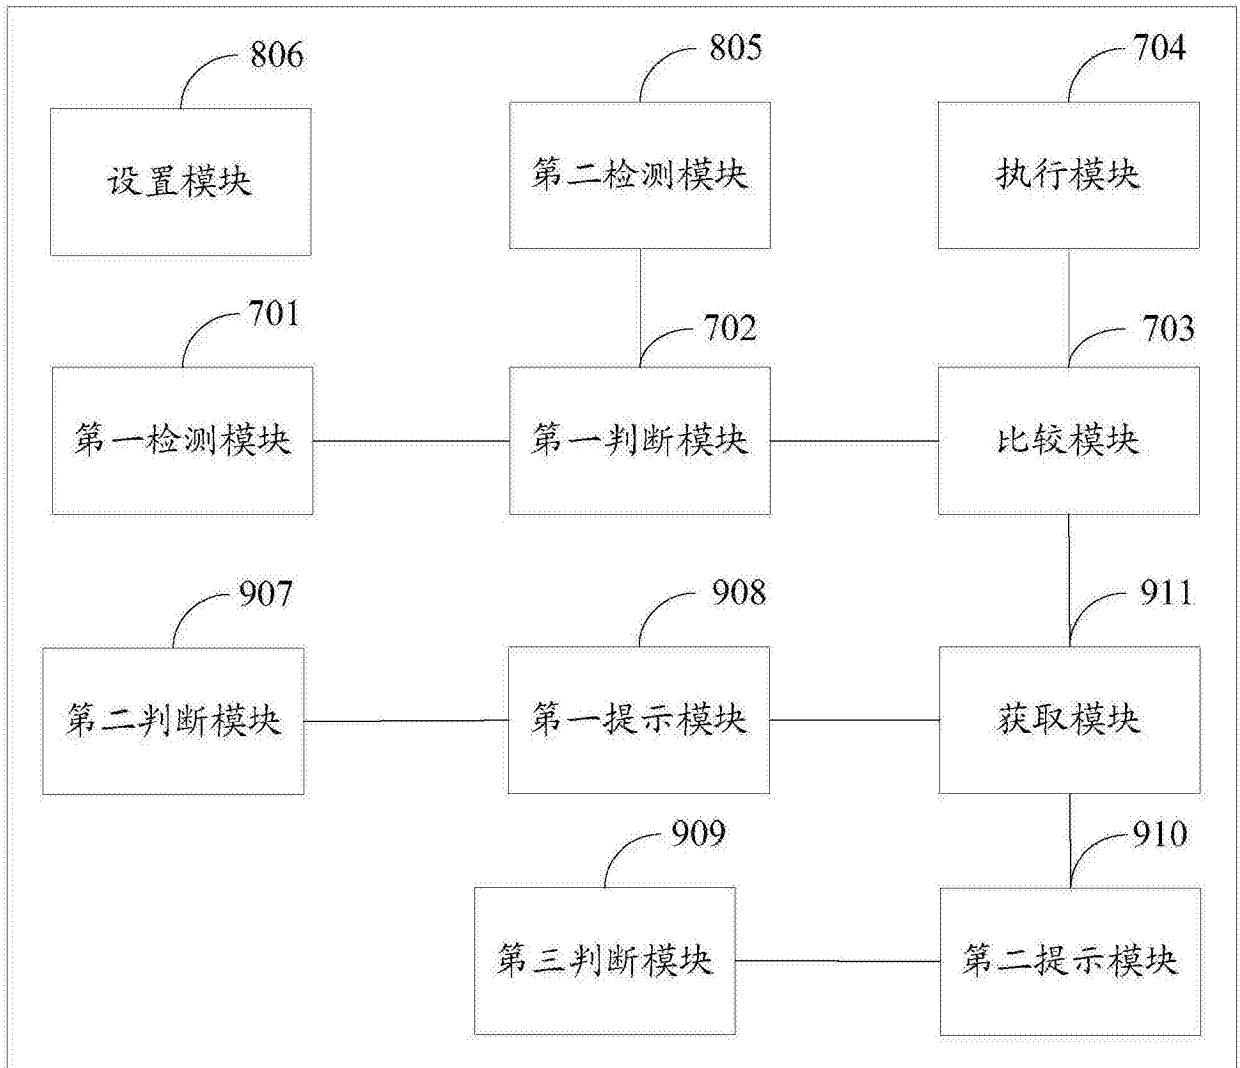 806
805
704
设置模块
第二检测模块
执行模块
701
702
703
第一检测模块
第一判断模块
比较模块
907
908
911
第二判断模块
第一提示模块
获取模块
909
910
第三判断模块
第二提示模块